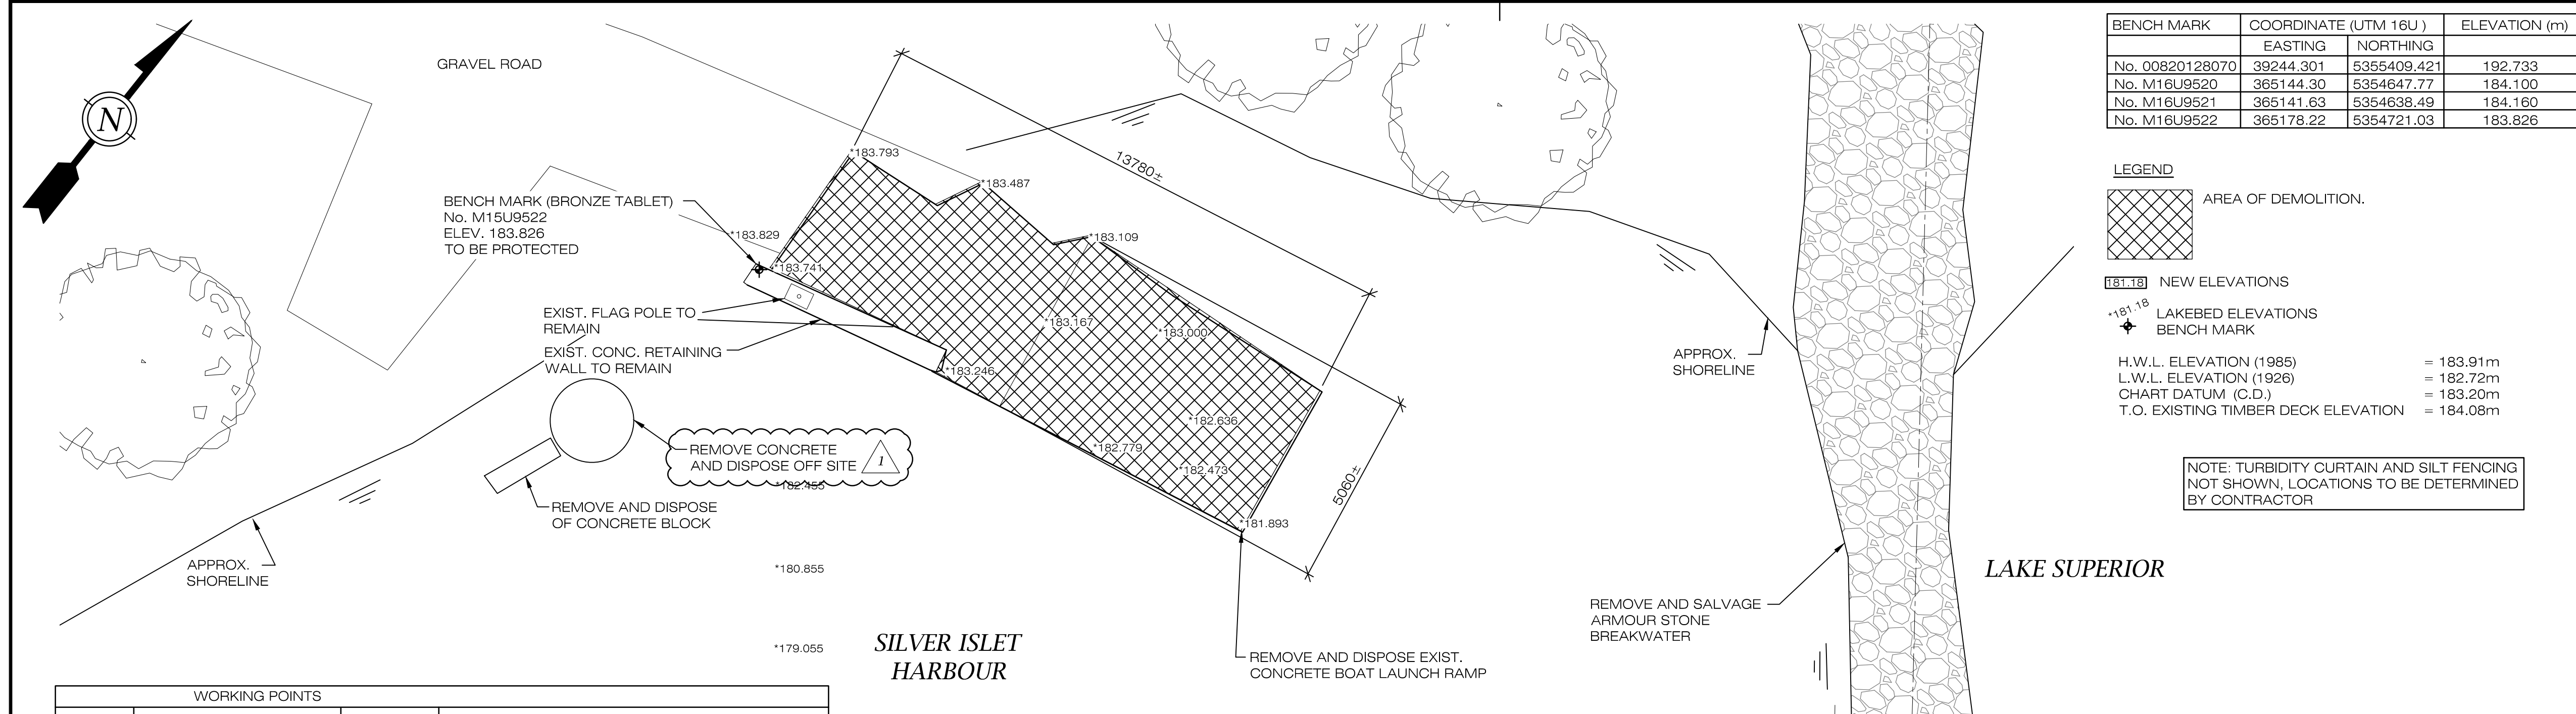 N
GRAVEL ROAD
BENCH MARK (BRONZE TABLET)
No. M15U9522
ELEV. 183.826
TO BE PROTECTED
EXIST. FLAG POLE TO
REMAIN
EXIST. CONC. RETAINING
WALL TO REMAIN
REMOVE CONCRETE
AND DISPOSE OFF SITE
1
REMOVE AND DISPOSE
OF CONCRETE BLOCK
APPROX.
SHORELINE
*183.793
*183.487
*183.109
*183.829
*183.741
*183.167
*183.000
*183.246
*182.636
*182.779
*182.473
*182.455
*181.893
*180.855
*179.055
13780±
5060±
SILVER ISLET
HARBOUR
REMOVE AND DISPOSE EXIST.
CONCRETE BOAT LAUNCH RAMP
APPROX.
SHORELINE
REMOVE AND SALVAGE
ARMOUR STONE
BREAKWATER
LAKE SUPERIOR
BENCH MARK COORDINATE (UTM 16U ) ELEVATION (m)
EASTING NORTHING
No. 00820128070 39244.301 5355409.421 192.733
No. M16U9520 365144.30 5354647.77 184.100
No. M16U9521 365141.63 5354638.49 184.160
No. M16U9522 365178.22 5354721.03 183.826
LEGEND
AREA OF DEMOLITION.
181.18 NEW ELEVATIONS
*181.18 LAKEBED ELEVATIONS
BENCH MARK
H.W.L. ELEVATION (1985) = 183.91m
L.W.L. ELEVATION (1926) = 182.72m
CHART DATUM (C.D.) = 183.20m
T.O. EXISTING TIMBER DECK ELEVATION = 184.08m
NOTE: TURBIDITY CURTAIN AND SILT FENCING
NOT SHOWN, LOCATIONS TO BE DETERMINED
BY CONTRACTOR
WORKING POINTS